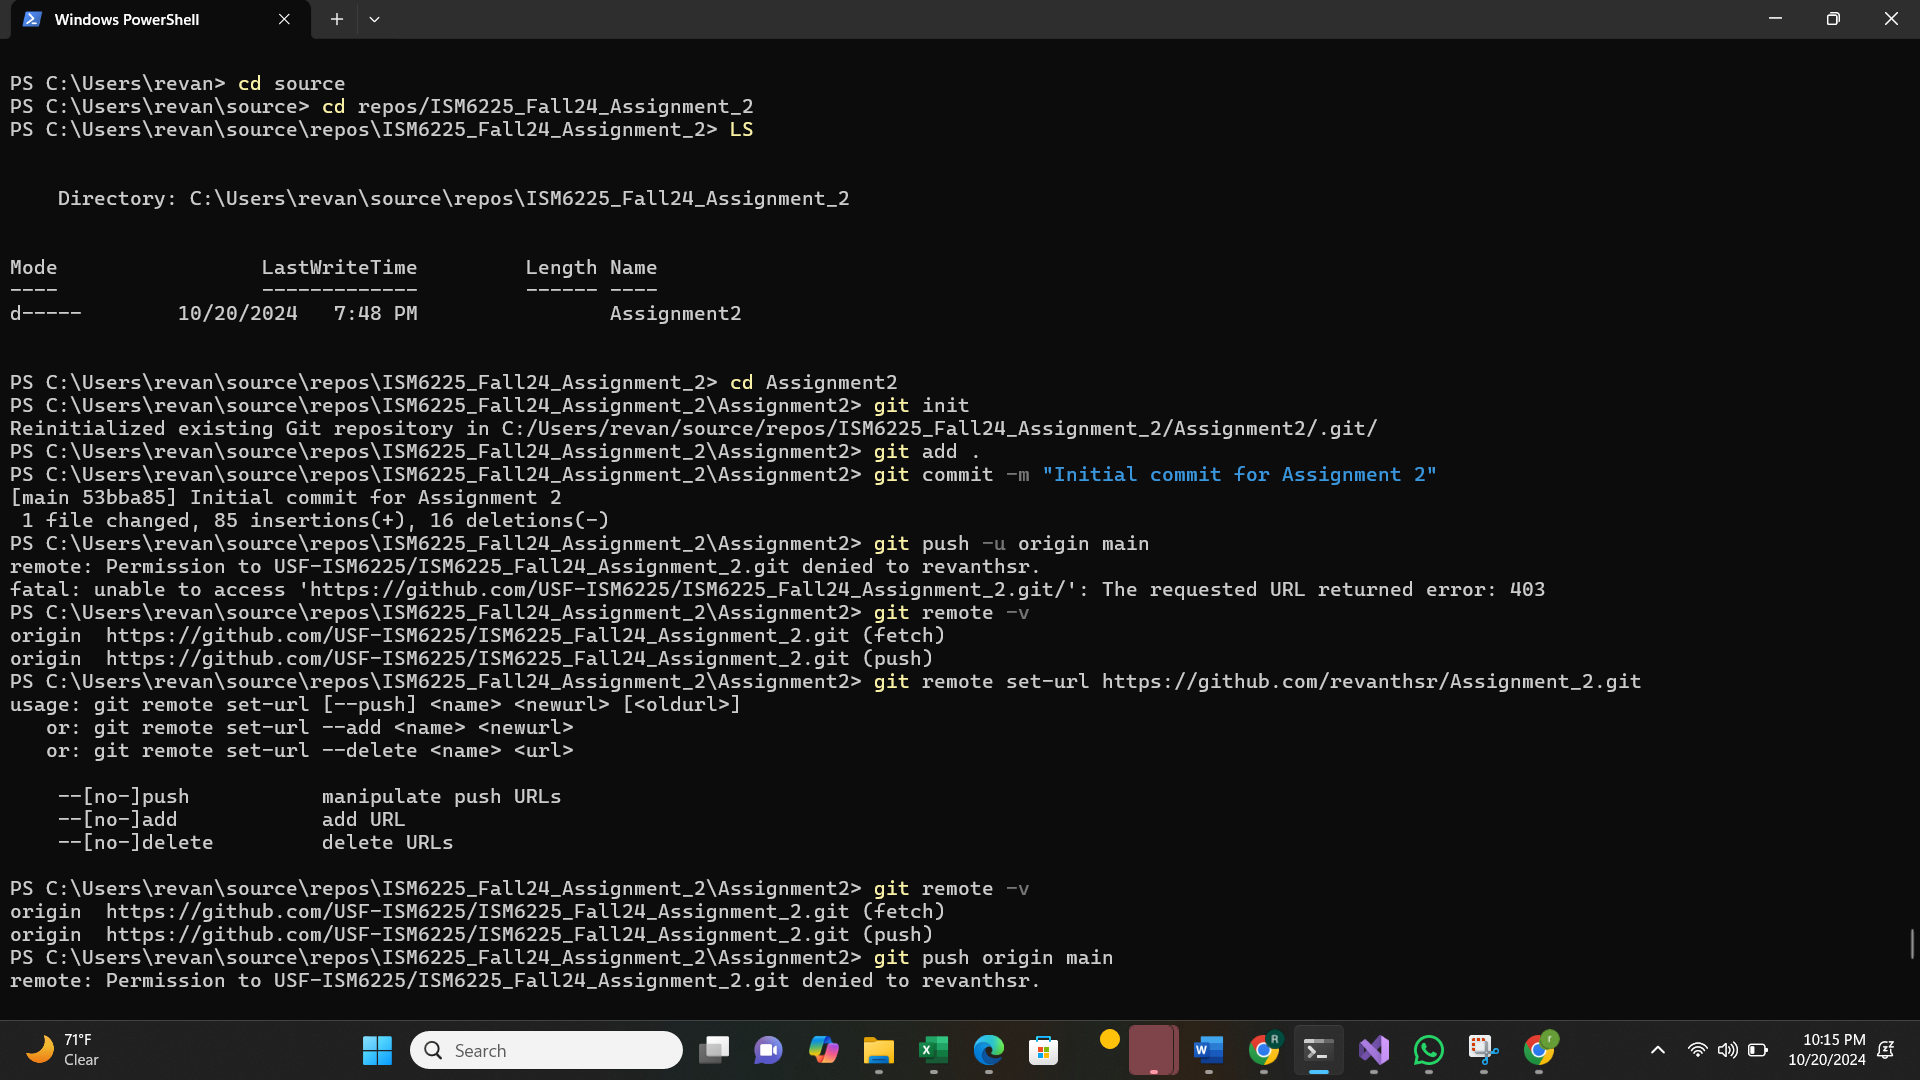 Windows PowerShell
PS C:\Users\revan> cd source
PS C:\Users\revan\source> cd repos/ISM6225_Fall24_Assignment_2
PS C:\Users\revan\source\repos\ISM6225_Fall24_Assignment_2> LS
Directory: C:\Users\revan\source\repos\ISM6225_Fall24_Assignment_2
Mode                 LastWriteTime         Length Name
----                 -------------         ------ ----
d-----        10/20/2024   7:48 PM                Assignment2
PS C:\Users\revan\source\repos\ISM6225_Fall24_Assignment_2> cd Assignment2
PS C:\Users\revan\source\repos\ISM6225_Fall24_Assignment_2\Assignment2> git init
Reinitialized existing Git repository in C:/Users/revan/source/repos/ISM6225_Fall24_Assignment_2/Assignment2/.git/
PS C:\Users\revan\source\repos\ISM6225_Fall24_Assignment_2\Assignment2> git add .
PS C:\Users\revan\source\repos\ISM6225_Fall24_Assignment_2\Assignment2> git commit -m "Initial commit for Assignment 2"
[main 53bba85] Initial commit for Assignment 2
1 file changed, 85 insertions(+), 16 deletions(-)
PS C:\Users\revan\source\repos\ISM6225_Fall24_Assignment_2\Assignment2> git push -u origin main
remote: Permission to USF-ISM6225/ISM6225_Fall24_Assignment_2.git denied to revanthsr.
fatal: unable to access 'https://github.com/USF-ISM6225/ISM6225_Fall24_Assignment_2.git/': The requested URL returned error: 403
PS C:\Users\revan\source\repos\ISM6225_Fall24_Assignment_2\Assignment2> git remote -v
origin  https://github.com/USF-ISM6225/ISM6225_Fall24_Assignment_2.git (fetch)
origin  https://github.com/USF-ISM6225/ISM6225_Fall24_Assignment_2.git (push)
PS C:\Users\revan\source\repos\ISM6225_Fall24_Assignment_2\Assignment2> git remote set-url https://github.com/revanthsr/Assignment_2.git
usage: git remote set-url [--push] <name> <newurl> [<oldurl>]
or: git remote set-url --add <name> <newurl>
or: git remote set-url --delete <name> <url>
--[no-]push           manipulate push URLs
--[no-]add            add URL
--[no-]delete         delete URLs
PS C:\Users\revan\source\repos\ISM6225_Fall24_Assignment_2\Assignment2> git remote -v
origin  https://github.com/USF-ISM6225/ISM6225_Fall24_Assignment_2.git (fetch)
origin  https://github.com/USF-ISM6225/ISM6225_Fall24_Assignment_2.git (push)
PS C:\Users\revan\source\repos\ISM6225_Fall24_Assignment_2\Assignment2> git push origin main
remote: Permission to USF-ISM6225/ISM6225_Fall24_Assignment_2.git denied to revanthsr.
71°F
Clear
Search
10:15 PM
10/20/2024